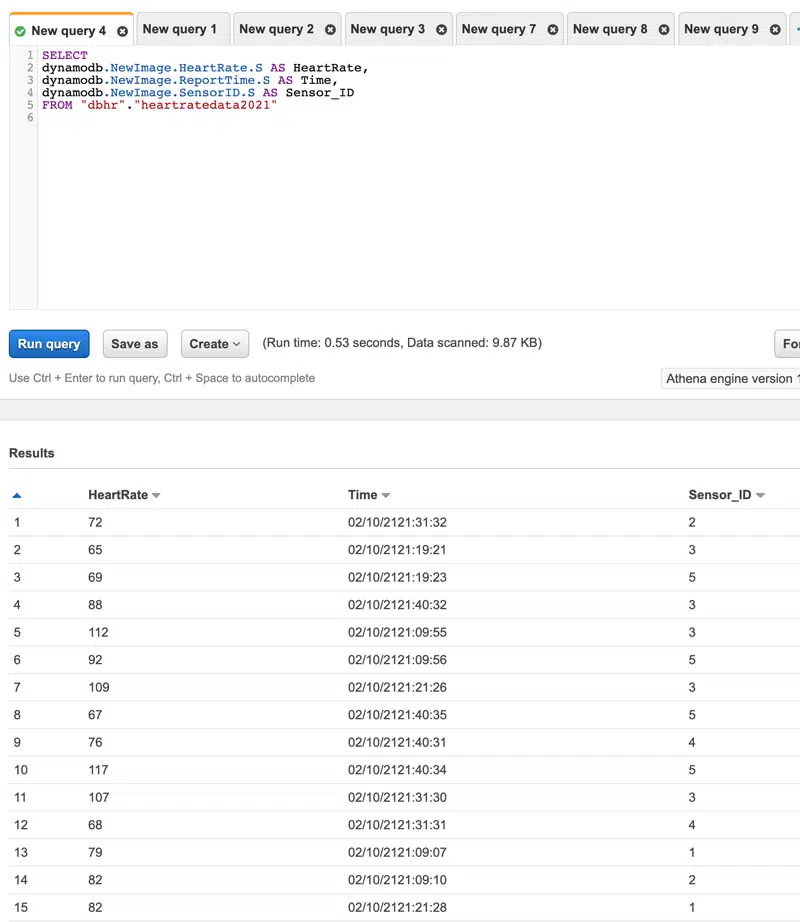 New query 4 New query 1 New query 2 New query 3 New query 7 New query 8 New query 9
1 SELECT
2 dynamodb.NewImage.HeartRate.S AS HeartRate,
3 dynamodb.NewImage.ReportTime.S AS Time,
4 dynamodb.NewImage.SensorID.S AS Sensor_ID
5 FROM "dbhr"."heartratedata2021"
6
Run query Save as Create (Run time: 0.53 seconds, Data scanned: 9.87 KB) Fo
Use Ctrl + Enter to run query, Ctrl + Space to autocomplete Athena engine version 1
Results
HeartRate Time Sensor_ID
1 72 02/10/2121:31:32 2
2 65 02/10/2121:19:21 3
3 69 02/10/2121:19:23 5
4 88 02/10/2121:40:32 3
5 112 02/10/2121:09:55 3
6 92 02/10/2121:09:56 5
7 109 02/10/2121:21:26 3
8 67 02/10/2121:40:35 5
9 76 02/10/2121:40:31 4
10 117 02/10/2121:40:34 5
11 107 02/10/2121:31:30 3
12 68 02/10/2121:31:31 4
13 79 02/10/2121:09:07 1
14 82 02/10/2121:09:10 2
15 82 02/10/2121:21:28 1